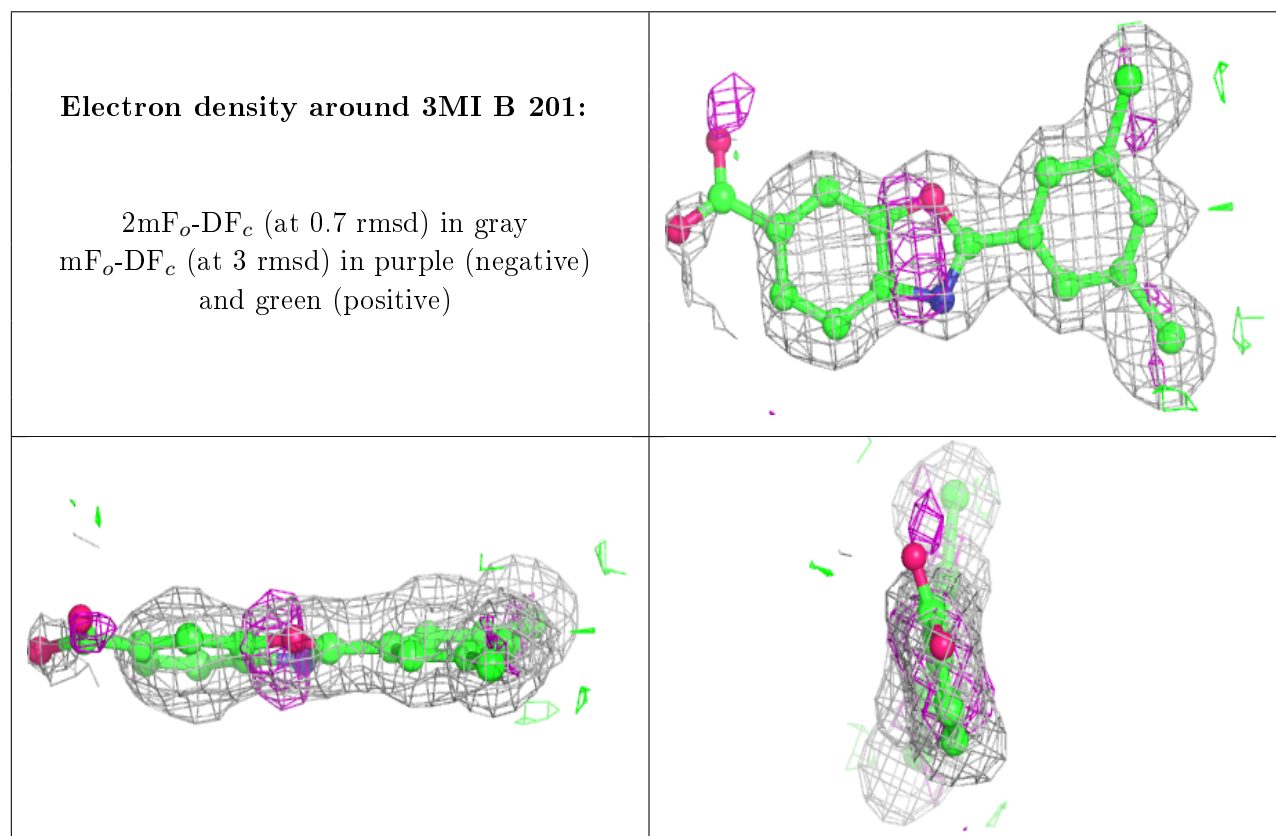 Electron density around 3MI B 201:
2mFₒ-DF𝒸 (at 0.7 rmsd) in gray
mFₒ-DF𝒸 (at 3 rmsd) in purple (negative)
and green (positive)